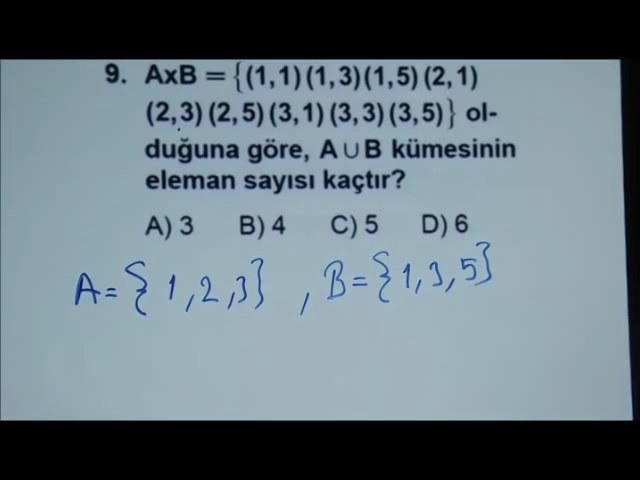 9. AxB = {(1,1) (1,3) (1,5) (2,1)
(2,3) (2,5) (3,1) (3,3) (3,5)} ol-
duğuna göre, A ∪ B kümesinin
eleman sayısı kaçtır?
A) 3 B) 4 C) 5 D) 6
A = {1, 2, 3} , B = {1, 3, 5}